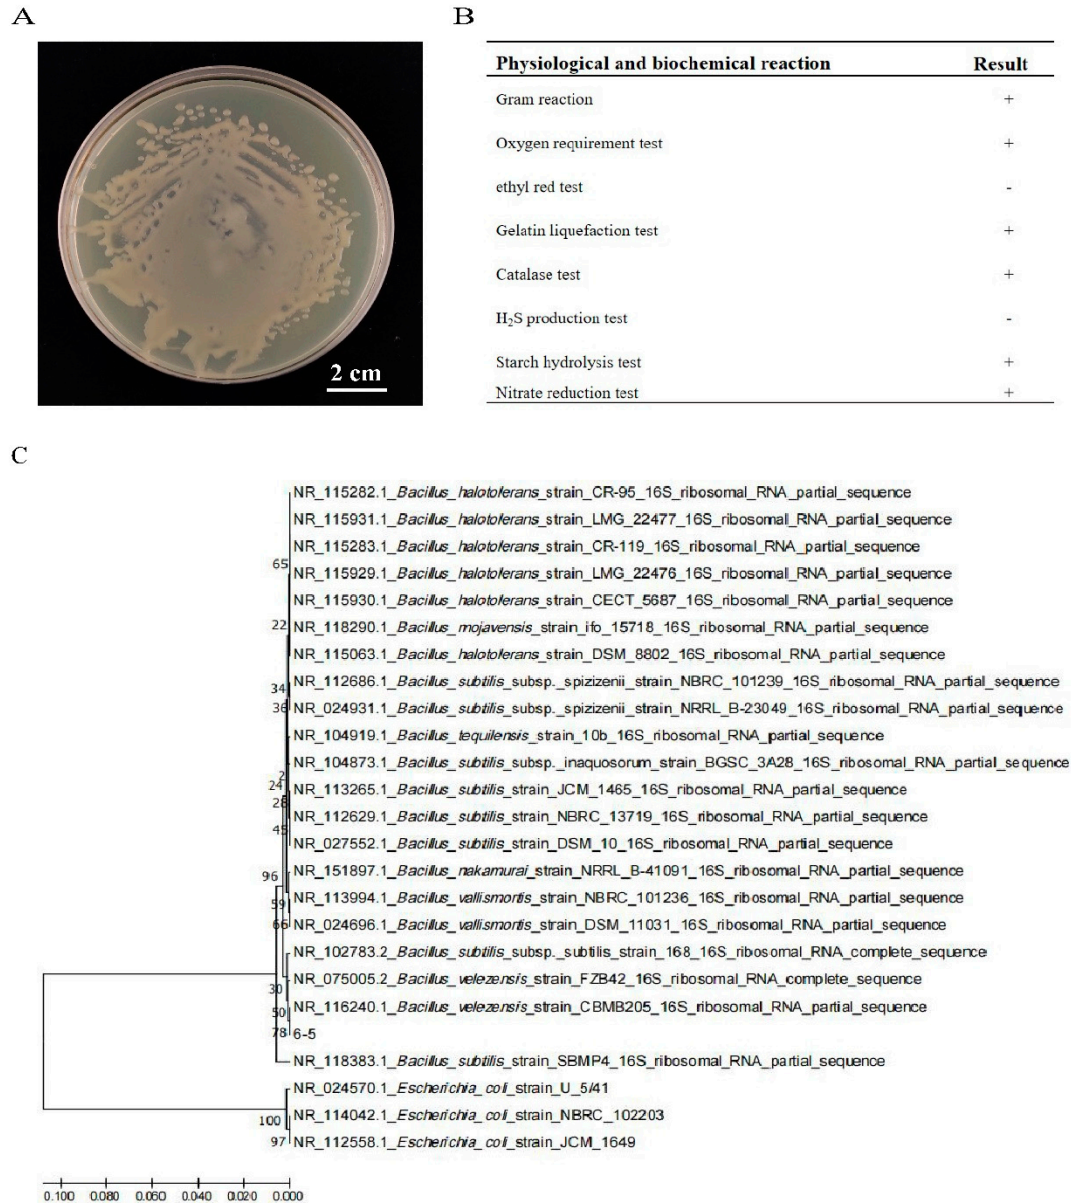 A
B
2 cm
Physiological and biochemical reaction Result
Gram reaction +
Oxygen requirement test +
ethyl red test -
Gelatin liquefaction test +
Catalase test +
H₂S production test -
Starch hydrolysis test +
Nitrate reduction test +
C
NR_115282.1_Bacillus_halotolerans_strain_CR-95_16S_ribosomal_RNA_partial_sequence
NR_115931.1_Bacillus_halotolerans_strain_LMG_22477_16S_ribosomal_RNA_partial_sequence
NR_115283.1_Bacillus_halotolerans_strain_CR-119_16S_ribosomal_RNA_partial_sequence
65
NR_115929.1_Bacillus_halotolerans_strain_LMG_22476_16S_ribosomal_RNA_partial_sequence
NR_115930.1_Bacillus_halotolerans_strain_CECT_5687_16S_ribosomal_RNA_partial_sequence
22
NR_118290.1_Bacillus_mojavensis_strain_ifo_15718_16S_ribosomal_RNA_partial_sequence
NR_115063.1_Bacillus_halotolerans_strain_DSM_8802_16S_ribosomal_RNA_partial_sequence
NR_112686.1_Bacillus_subtilis_subsp._spizizenii_strain_NBRC_101239_16S_ribosomal_RNA_partial_sequence
34
36
NR_024931.1_Bacillus_subtilis_subsp._spizizenii_strain_NRRL_B-23049_16S_ribosomal_RNA_partial_sequence
NR_104919.1_Bacillus_tequilensis_strain_10b_16S_ribosomal_RNA_partial_sequence
NR_104873.1_Bacillus_subtilis_subsp._inaquosorum_strain_BGSC_3A28_16S_ribosomal_RNA_partial_sequence
2
24
NR_113265.1_Bacillus_subtilis_strain_JCM_1465_16S_ribosomal_RNA_partial_sequence
28
NR_112629.1_Bacillus_subtilis_strain_NBRC_13719_16S_ribosomal_RNA_partial_sequence
45
NR_027552.1_Bacillus_subtilis_strain_DSM_10_16S_ribosomal_RNA_partial_sequence
96
NR_151897.1_Bacillus_nakamurai_strain_NRRL_B-41091_16S_ribosomal_RNA_partial_sequence
NR_113994.1_Bacillus_vallismortis_strain_NBRC_101236_16S_ribosomal_RNA_partial_sequence
59
66
NR_024696.1_Bacillus_vallismortis_strain_DSM_11031_16S_ribosomal_RNA_partial_sequence
NR_102783.2_Bacillus_subtilis_subsp._subtilis_strain_168_16S_ribosomal_RNA_complete_sequence
NR_075005.2_Bacillus_velezensis_strain_FZB42_16S_ribosomal_RNA_complete_sequence
30
NR_116240.1_Bacillus_velezensis_strain_CBMB205_16S_ribosomal_RNA_partial_sequence
50
78
6-5
NR_118383.1_Bacillus_subtilis_strain_SBMP4_16S_ribosomal_RNA_partial_sequence
NR_024570.1_Escherichia_coli_strain_U_5/41
NR_114042.1_Escherichia_coli_strain_NBRC_102203
100
97
NR_112558.1_Escherichia_coli_strain_JCM_1649
0.100 0.080 0.060 0.040 0.020 0.000